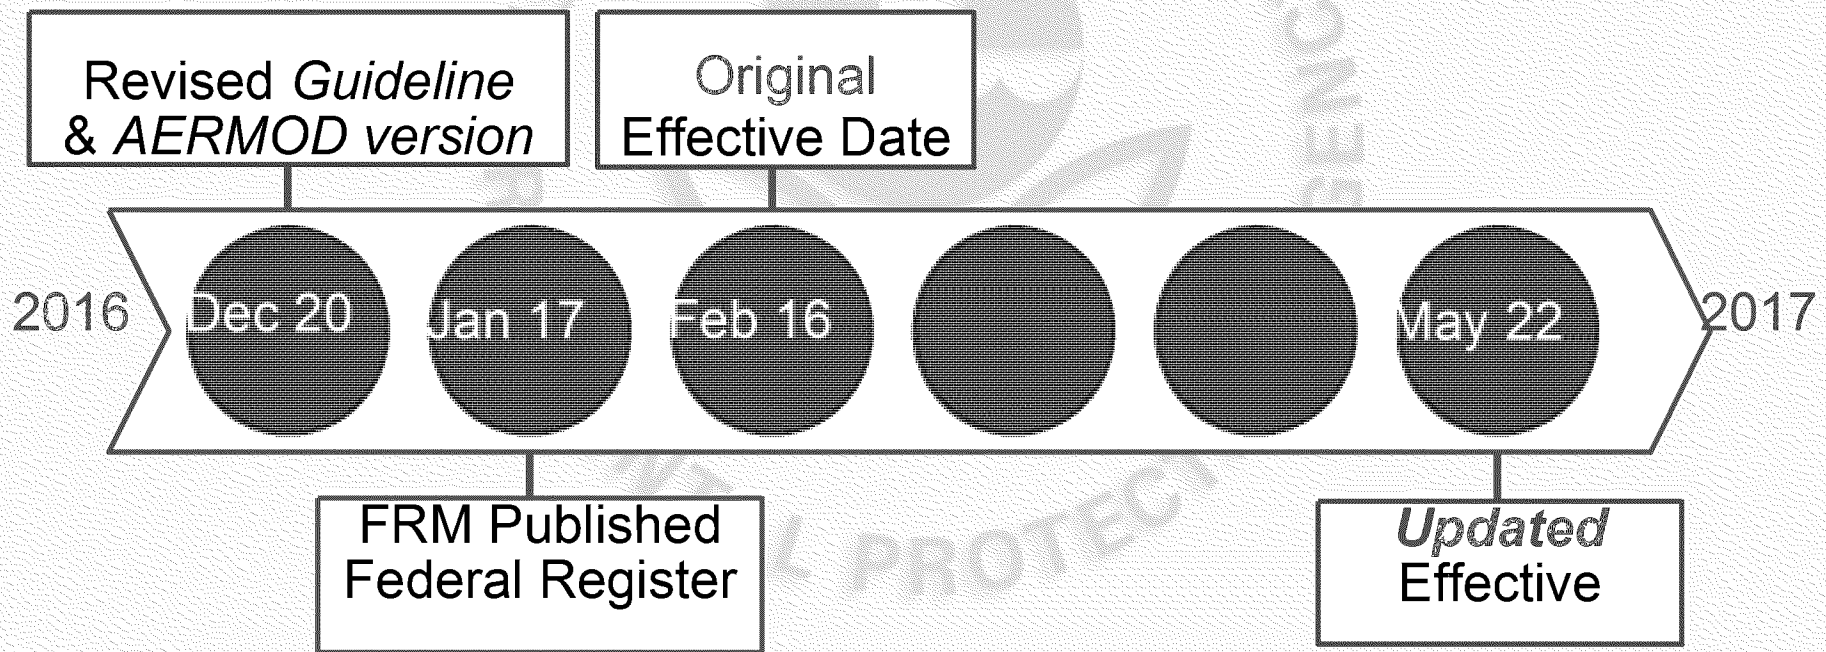 Revised Guideline
& AERMOD version
Original
Effective Date
2016
Dec 20
Jan 17
Feb 16
May 22
2017
FRM Published
Federal Register
Updated
Effective
PROTECT